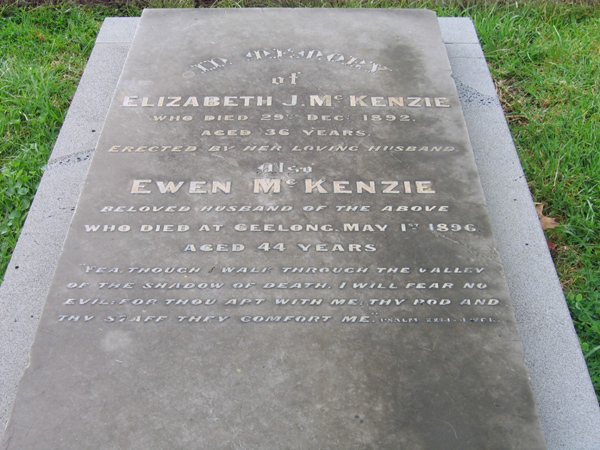 In Memory
of
ELIZABETH J. McKENZIE
WHO DIED 29TH DEC. 1892.
AGED 36 YEARS.
ERECTED BY HER LOVING HUSBAND.
Also
EWEN McKENZIE
BELOVED HUSBAND OF THE ABOVE
WHO DIED AT GEELONG, MAY 1ST 1896
AGED 44 YEARS
"YEA, THOUGH I WALK THROUGH THE VALLEY
OF THE SHADOW OF DEATH, I WILL FEAR NO
EVIL: FOR THOU ART WITH ME: THY ROD AND
THY STAFF THEY COMFORT ME." PSALM